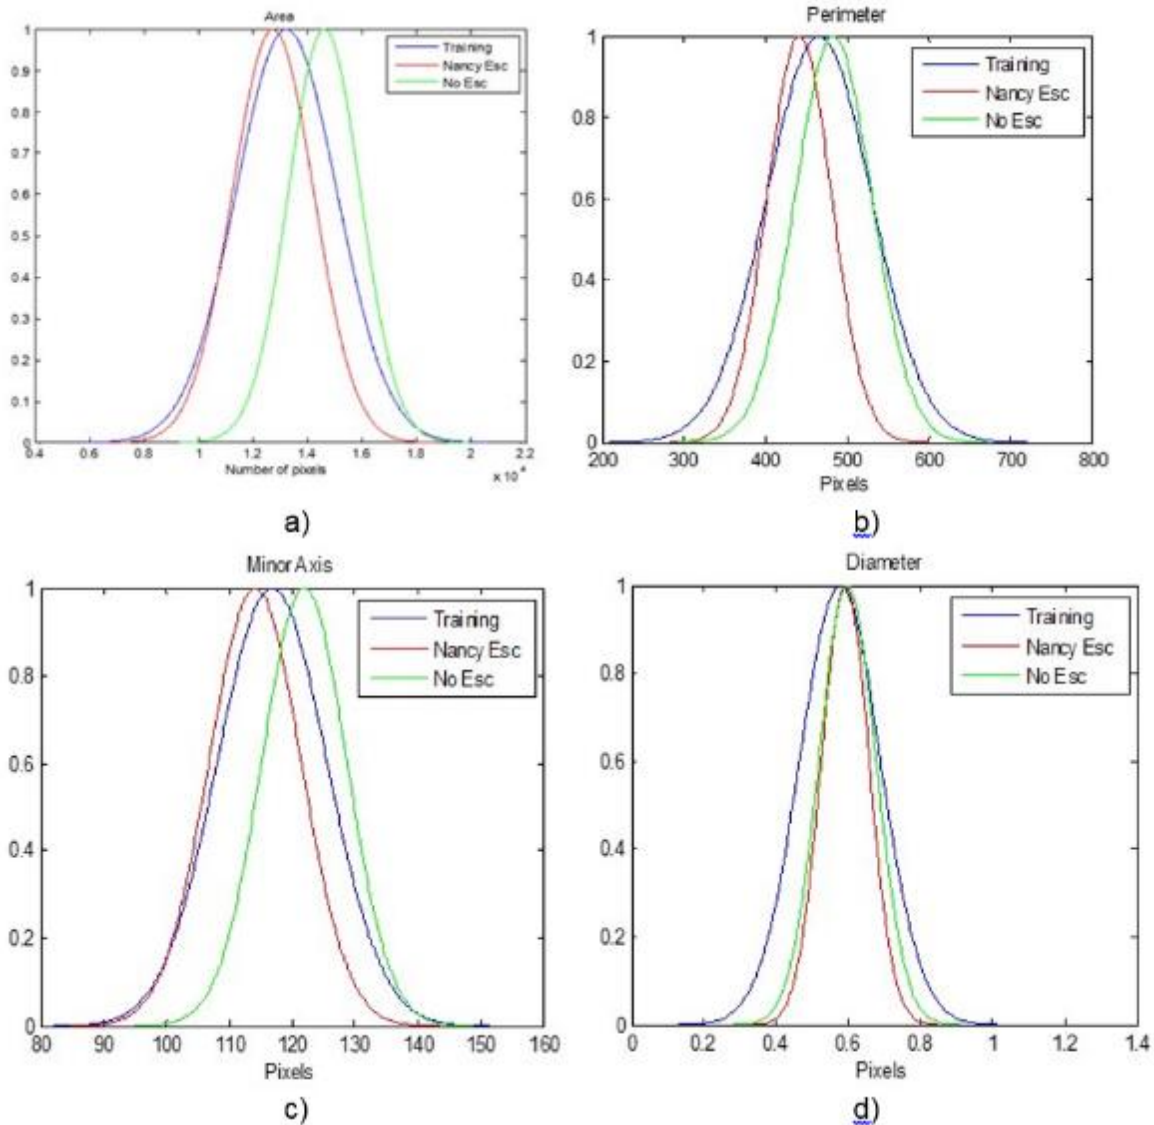 Area
1
0.9
0.8
0.7
0.6
0.5
0.4
0.3
0.2
0.1
0
0.4 0.6 0.8 1 1.2 1.4 1.6 1.8 2 2.2
Number of pixels
x 10⁴
Training
Nancy Esc
No Esc
a)
Perimeter
1
0.8
0.6
0.4
0.2
0
200 300 400 500 600 700 800
Pixels
Training
Nancy Esc
No Esc
b)
Minor Axis
1
0.8
0.6
0.4
0.2
0
80 90 100 110 120 130 140 150 160
Pixels
Training
Nancy Esc
No Esc
c)
Diameter
1
0.8
0.6
0.4
0.2
0
0 0.2 0.4 0.6 0.8 1 1.2 1.4
Pixels
Training
Nancy Esc
No Esc
d)